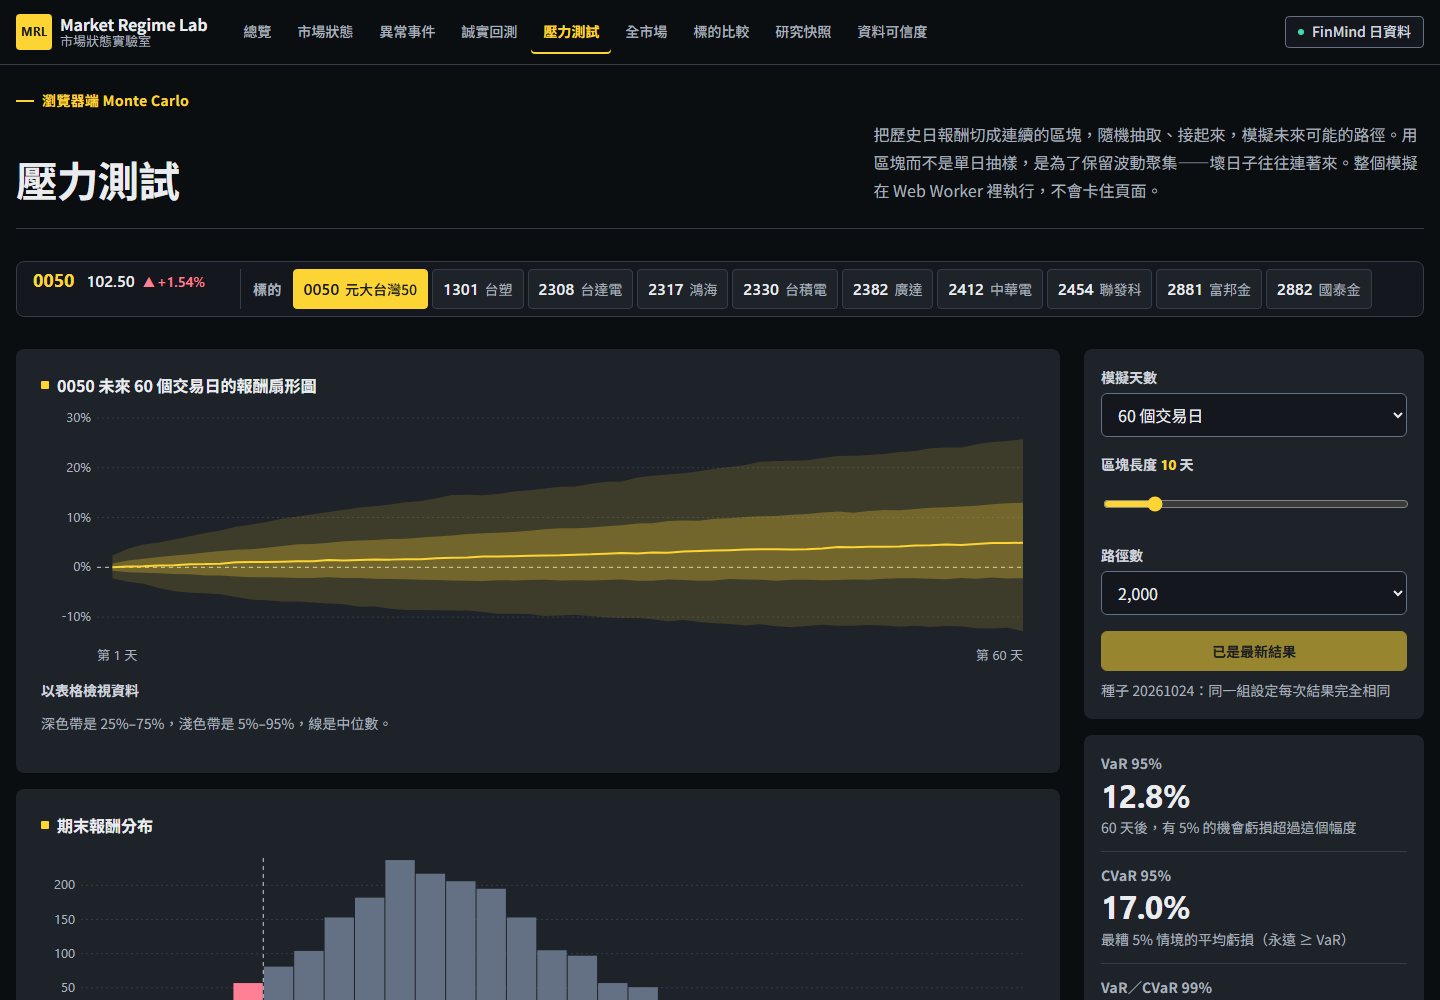 MRL
Market Regime Lab
市場狀態實驗室
總覽
市場狀態
異常事件
誠實回測
壓力測試
全市場
標的比較
研究快照
資料可信度
FinMind 日資料
瀏覽器端 Monte Carlo
壓力測試
把歷史日報酬切成連續的區塊，隨機抽取、接起來，模擬未來可能的路徑。用
區塊而不是單日抽樣，是為了保留波動聚集——壞日子往往連著來。整個模擬
在 Web Worker 裡執行，不會卡住頁面。
0050 102.50 ▲+1.54%
標的
0050 元大台灣50
1301 台塑
2308 台達電
2317 鴻海
2330 台積電
2382 廣達
2412 中華電
2454 聯發科
2881 富邦金
2882 國泰金
0050 未來 60 個交易日的報酬扇形圖
30%
20%
10%
0%
-10%
第 1 天
第 60 天
以表格檢視資料
深色帶是 25%–75%，淺色帶是 5%–95%，線是中位數。
期末報酬分布
200
150
100
50
模擬天數
60 個交易日
區塊長度 10 天
路徑數
2,000
已是最新結果
種子 20261024：同一組設定每次結果完全相同
VaR 95%
12.8%
60 天後，有 5% 的機會虧損超過這個幅度
CVaR 95%
17.0%
最糟 5% 情境的平均虧損（永遠 ≥ VaR）
VaR／CVaR 99%